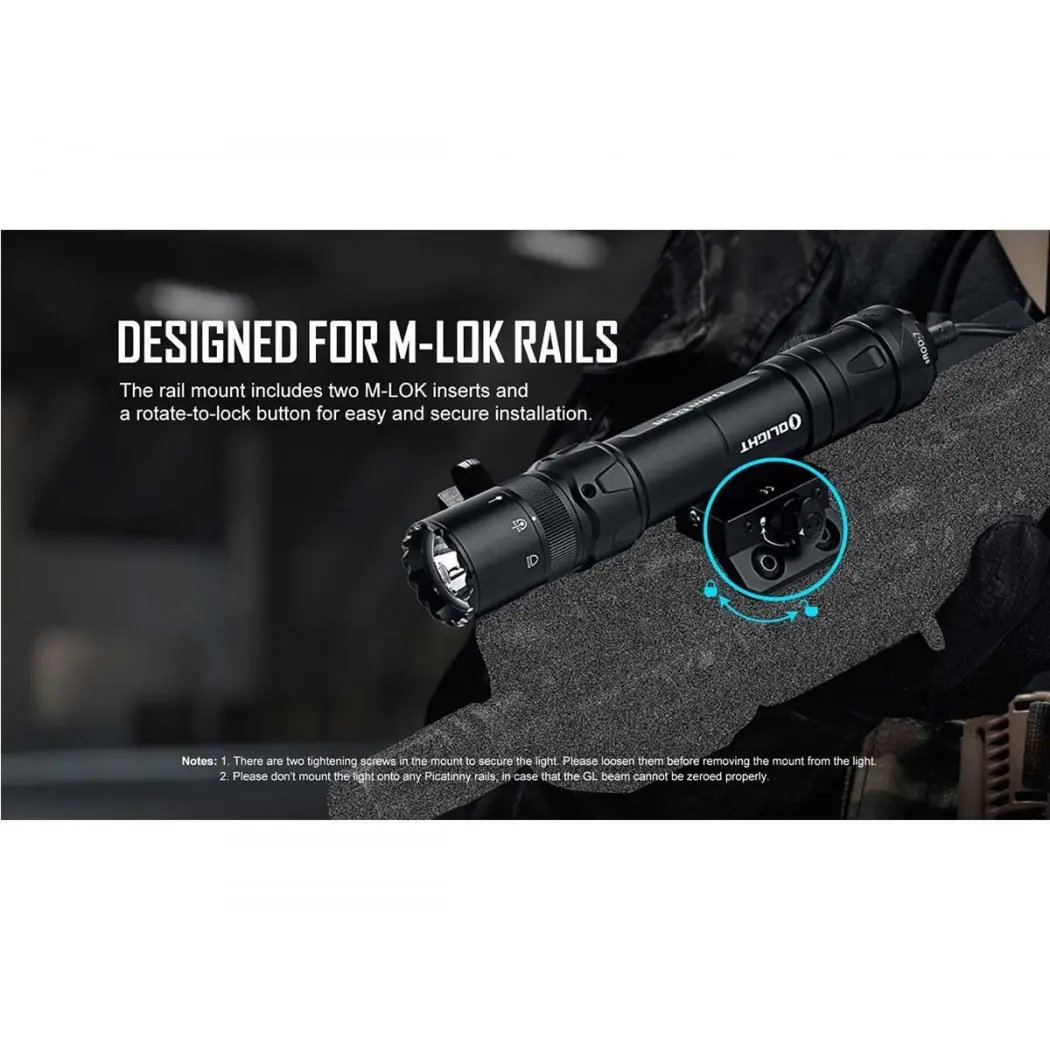 DESIGNED FOR M-LOK RAILS
The rail mount includes two M-LOK inserts and
a rotate-to-lock button for easy and secure installation.
OLIGHT
SROD-7
Notes: 1. There are two tightening screws in the mount to secure the light. Please loosen them before removing the mount from the light.
2. Please don't mount the light onto any Picatinny rails, in case that the GL beam cannot be zeroed properly.